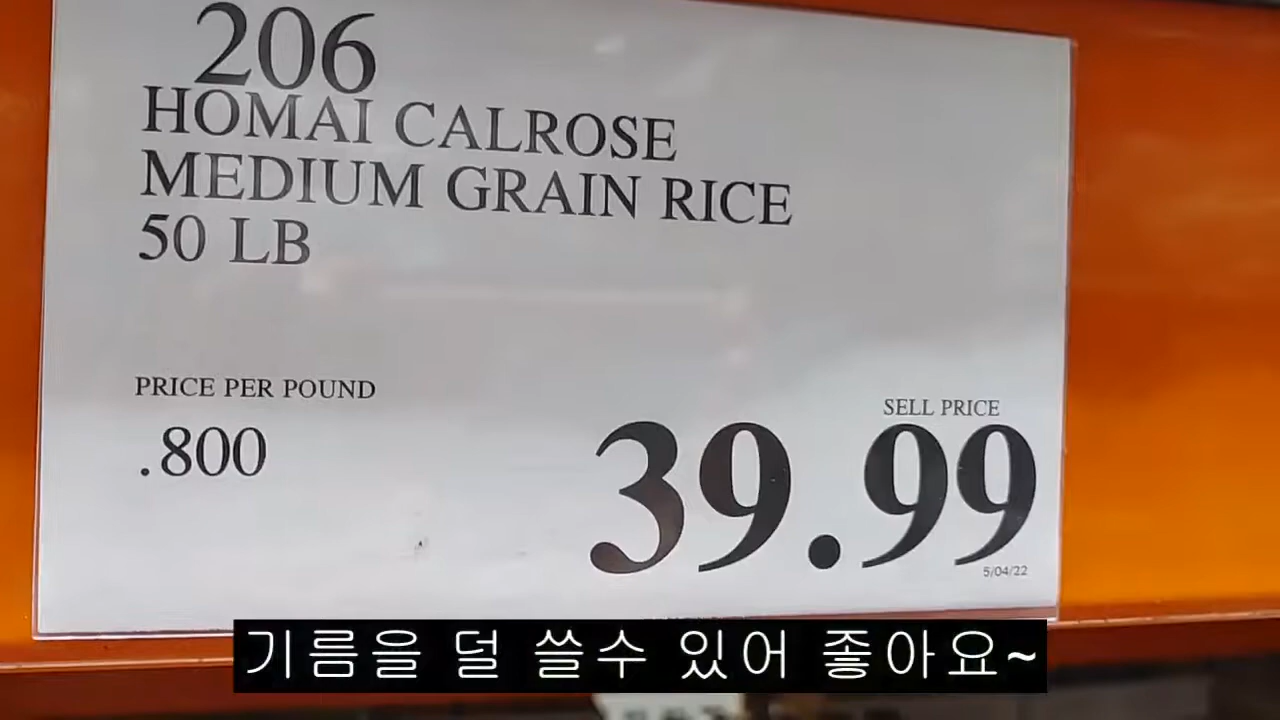 206
HOMAI CALROSE
MEDIUM GRAIN RICE
50 LB
PRICE PER POUND
.800
SELL PRICE
39.99
5/04/22
기름을 덜 쓸수 있어 좋아요~